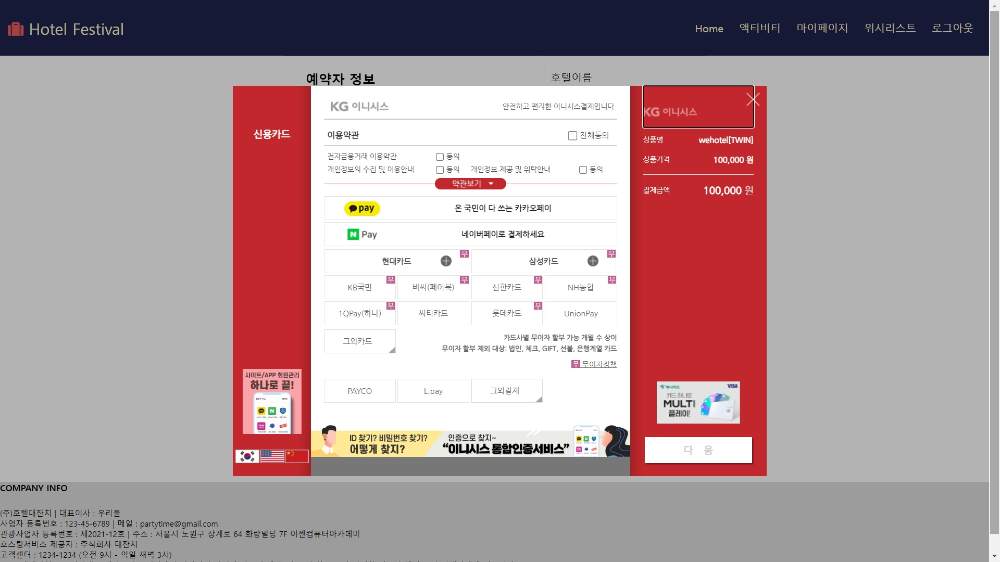 Hotel Festival
Home 액티비티 마이페이지 위시리스트 로그아웃
예약자 정보
호텔이름
신용카드
KG 이니시스
안전하고 편리한 이니시스결제입니다.
이용약관
전체동의
전자금융거래 이용약관 동의
개인정보의 수집 및 이용안내 동의 개인정보 제공 및 위탁안내 동의
약관보기
pay 온 국민이 다 쓰는 카카오페이
N Pay 네이버페이로 결제하세요
현대카드 무 삼성카드 무
KB국민 무 비씨(페이북) 무 신한카드 무 NH농협 무
1QPay(하나) 무 씨티카드 롯데카드 무 UnionPay
그외카드
카드사별 무이자 할부 가능 개월 수 상이
무이자 할부 제외 대상: 법인, 체크, GIFT, 선불, 은행계열 카드
무 무이자정책
PAYCO L.pay 그외결제
ID 찾기? 비밀번호 찾기?
어떻게 찾지?
인증으로 찾지~
“이니시스 통합인증서비스”
사이트/APP 회원관리
하나로 끝!
KG 이니시스
상품명 wehotel[TWIN]
상품가격 100,000 원
결제금액 100,000 원
하나카드 VISA
카드 하나로
MULTI
플레이!
다 음
COMPANY INFO
(주)호텔대잔치 | 대표이사 : 우리들
사업자 등록번호 : 123-45-6789 | 메일 : partytime@gmail.com
관광사업자 등록번호 : 제2021-12호 | 주소 : 서울시 노원구 상계로 64 화랑빌딩 7F 이젠컴퓨터아카데미
호스팅서비스 제공자 : 주식회사 대잔치
고객센터 : 1234-1234 (오전 9시 - 익일 새벽 3시)